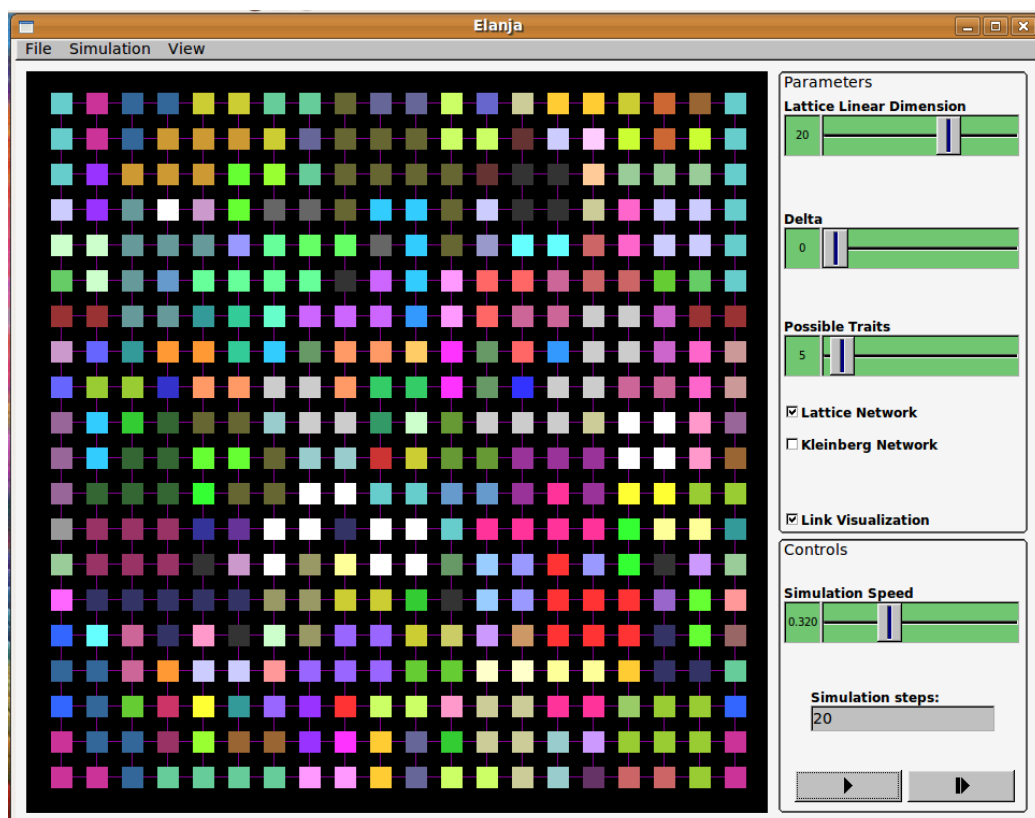 Elanja
File Simulation View
Parameters
Lattice Linear Dimension
20
Delta
0
Possible Traits
5
Lattice Network
Kleinberg Network
Link Visualization
Controls
Simulation Speed
0.320
Simulation steps:
20